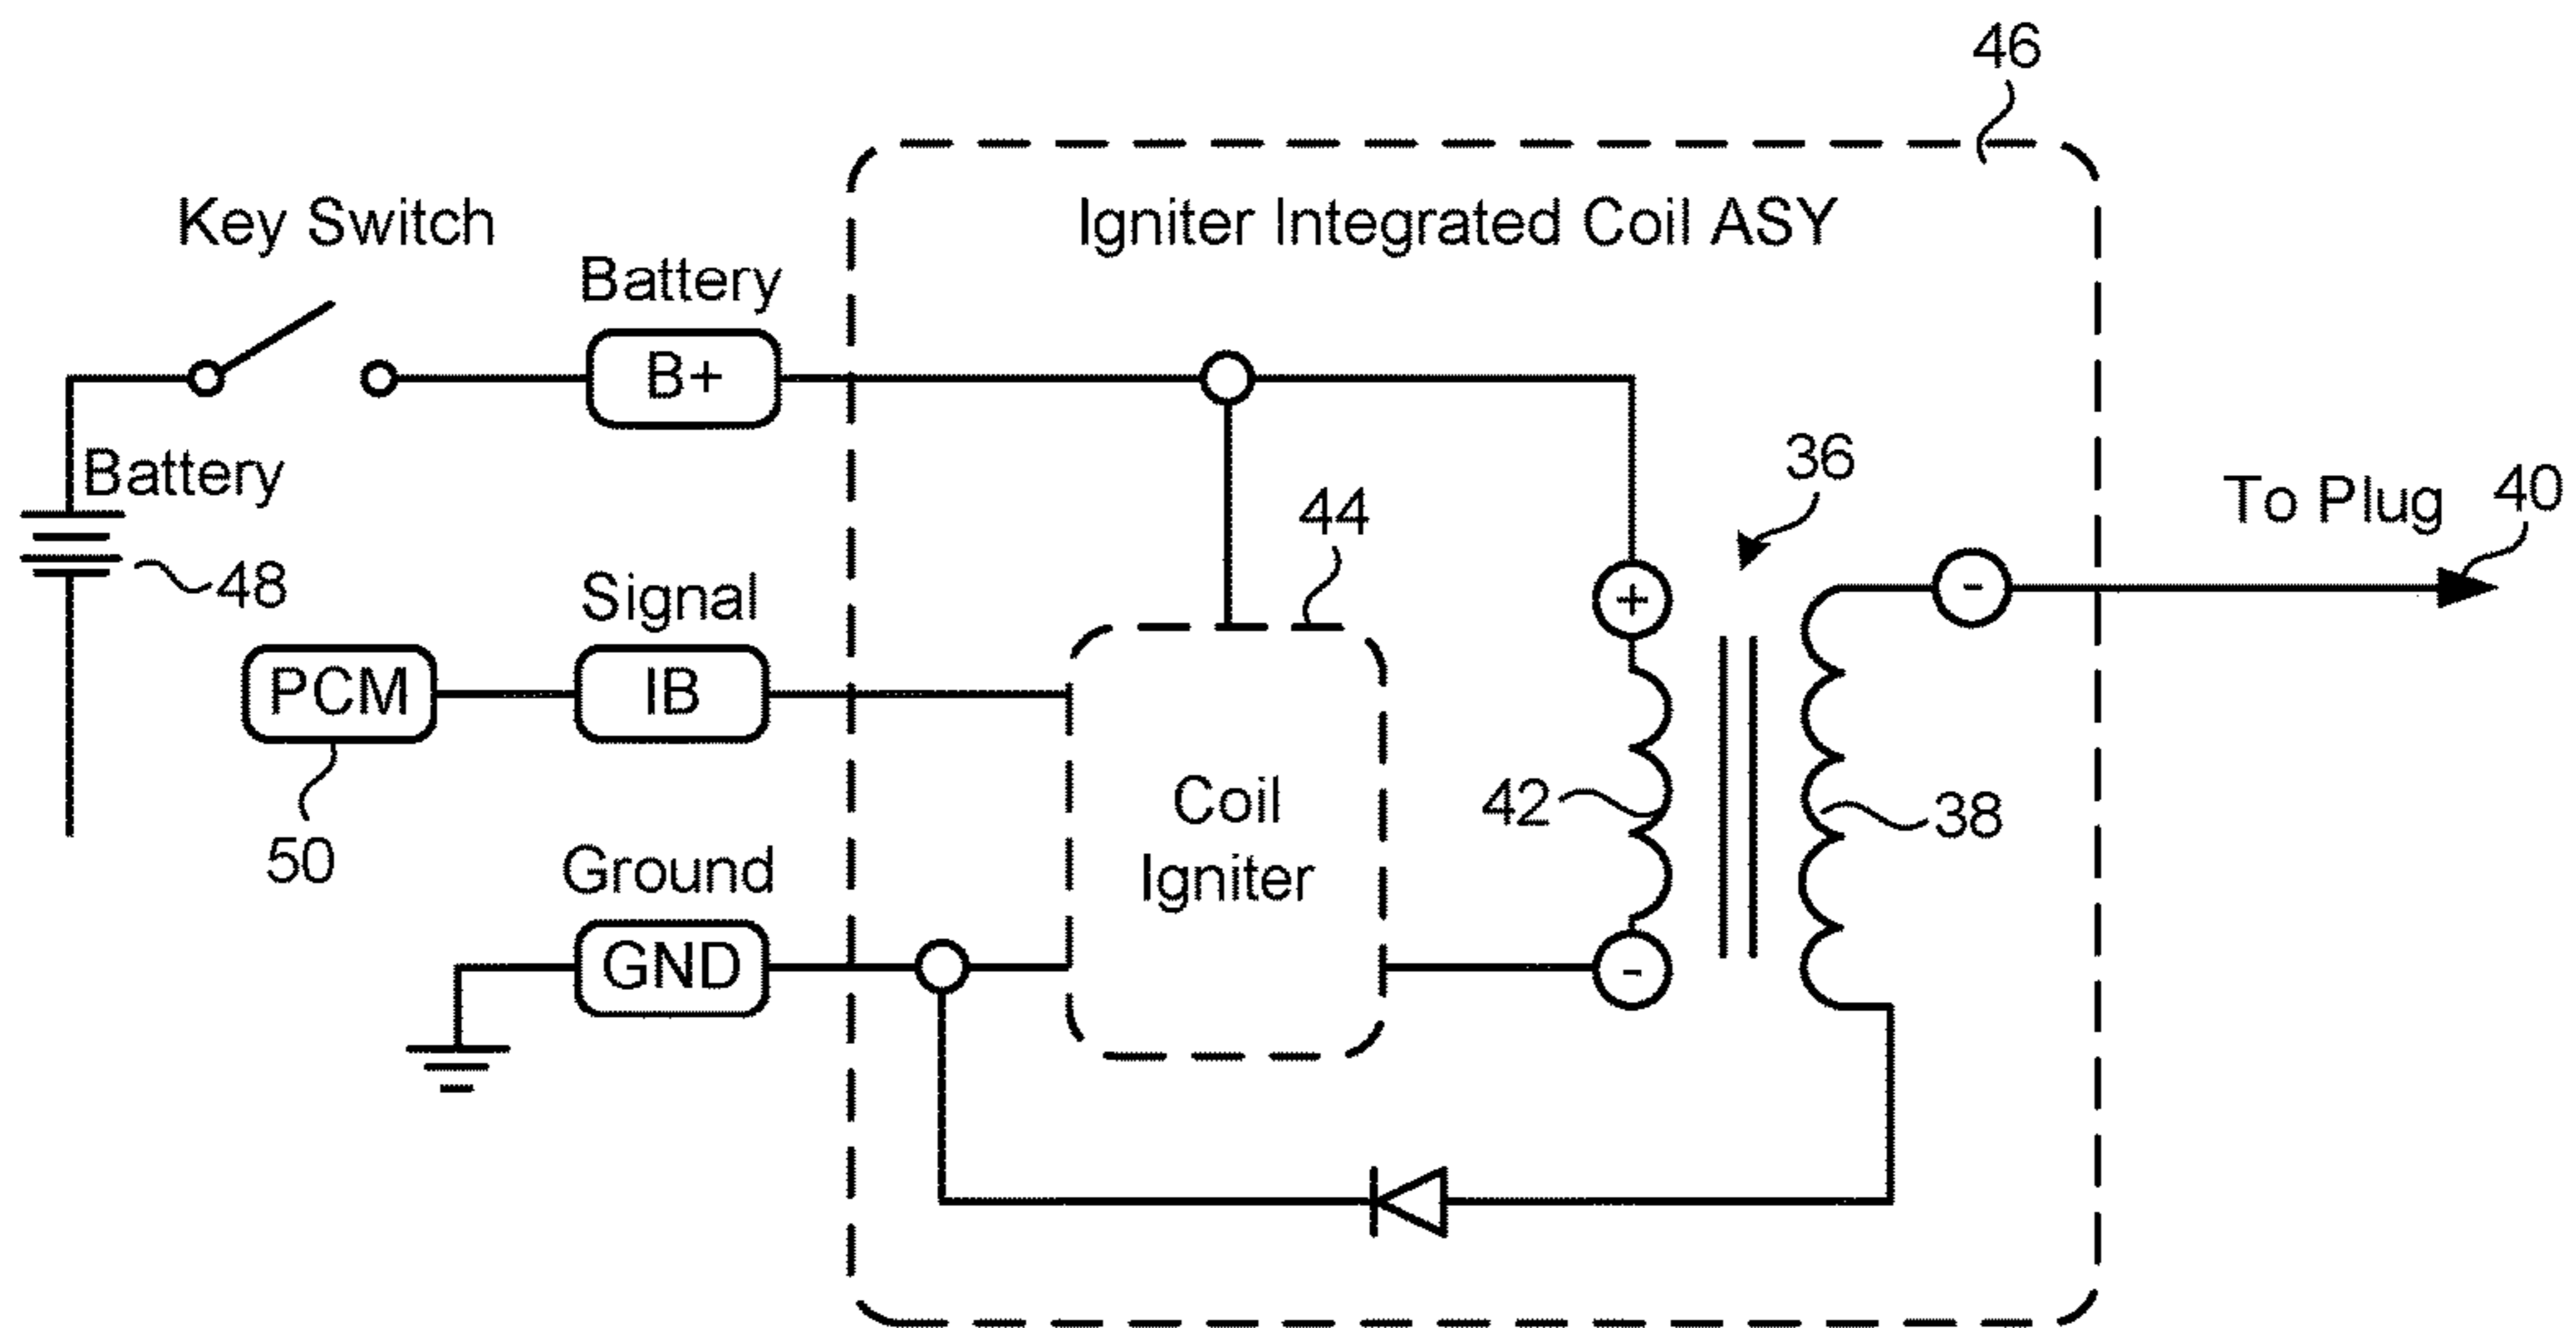 46
Key Switch
Igniter Integrated Coil ASY
Battery
B+
Battery
36
To Plug
40
44
48
Signal
+
-
PCM
IB
Coil
Igniter
42
38
50
Ground
GND
-